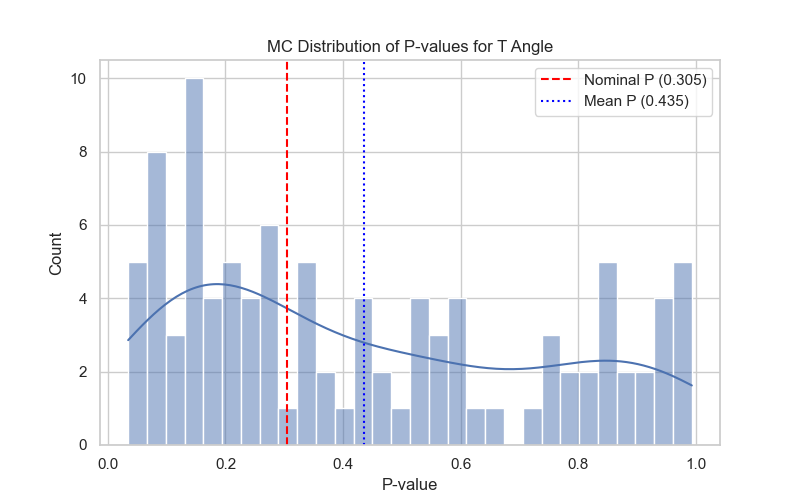 MC Distribution of P-values for T Angle
Nominal P (0.305)
Mean P (0.435)
Count
10
8
6
4
2
0
0.0 0.2 0.4 0.6 0.8 1.0
P-value